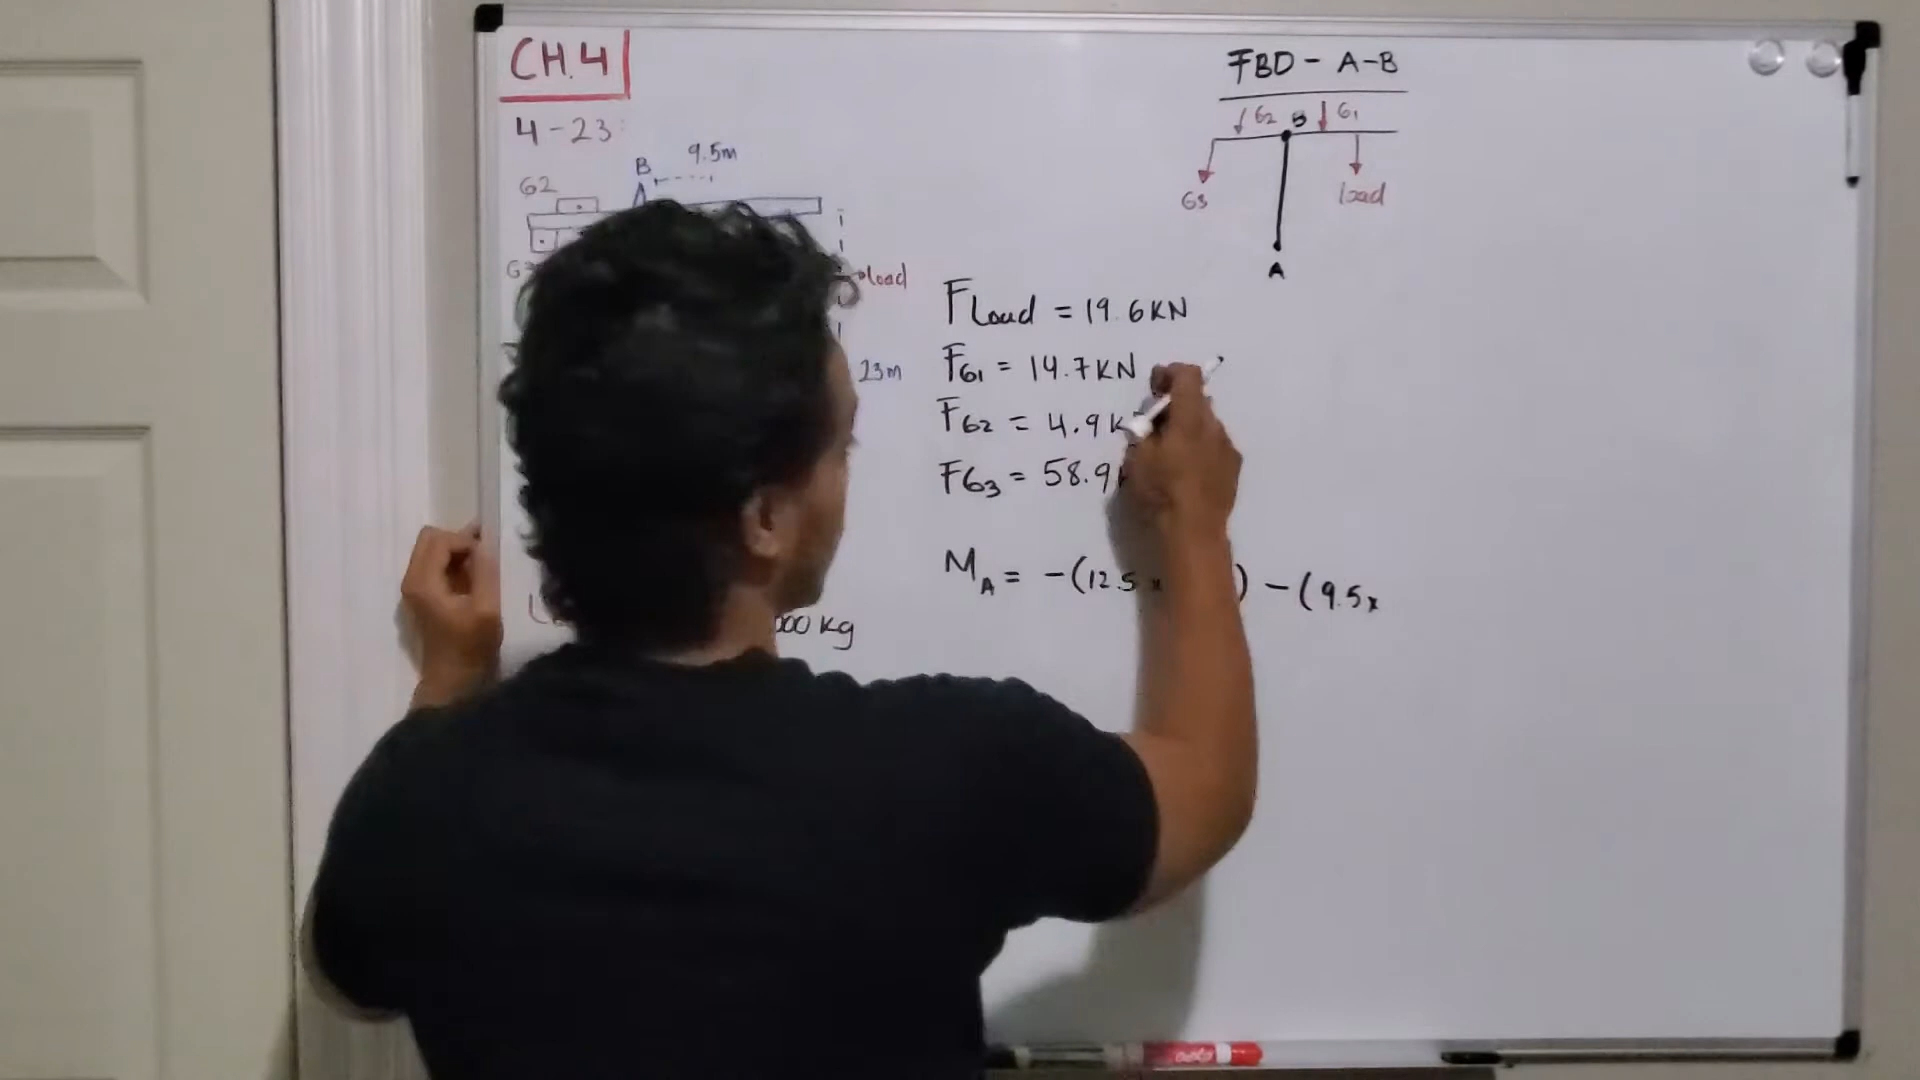 CH.4
4-23
B
9.5m
G2
load
23m
000 kg
FBD - A-B
G2 B G1
G3
load
A
Fload = 19.6KN
FG1 = 14.7KN
FG2 = 4.9K
FG3 = 58.9
MA = -(12.5 x ) - (9.5x